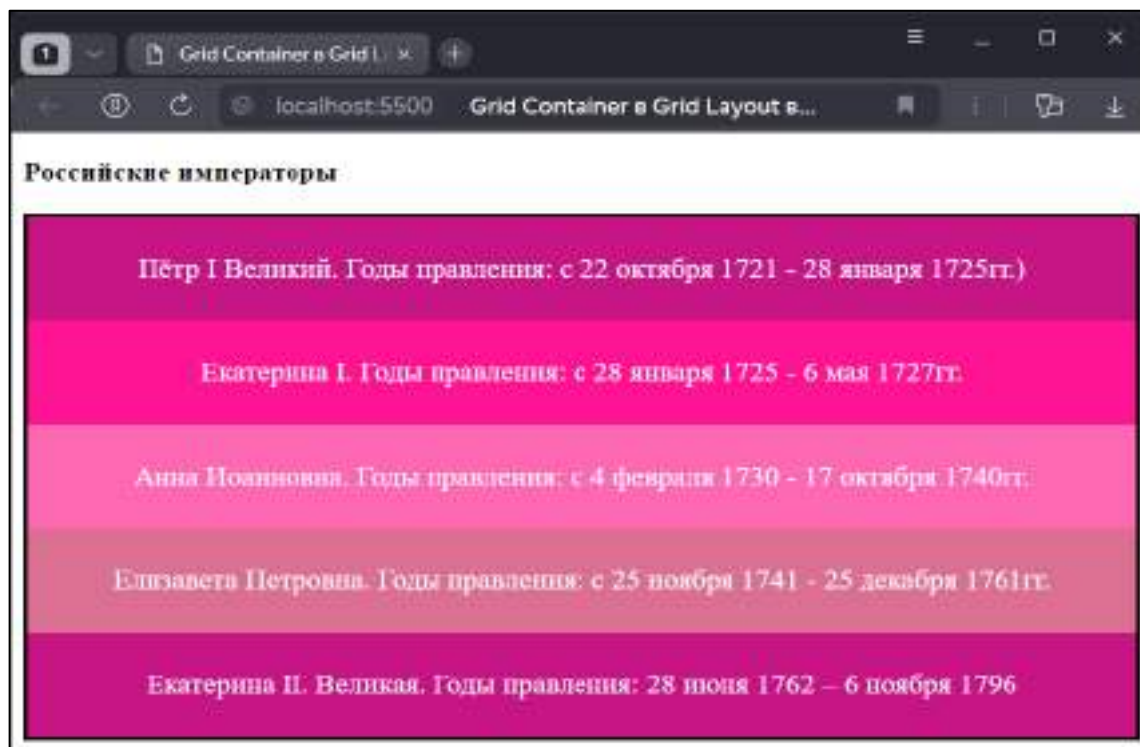 1
Grid Container в Grid L
localhost:5500 Grid Container в Grid Layout в...
Российские императоры
Пётр I Великий. Годы правления: с 22 октября 1721 - 28 января 1725гг.)
Екатерина I. Годы правления: с 28 января 1725 - 6 мая 1727гг.
Анна Иоанновна. Годы правления: с 4 февраля 1730 - 17 октября 1740гг.
Елизавета Петровна. Годы правления: с 25 ноября 1741 - 25 декабря 1761гг.
Екатерина II. Великая. Годы правления: 28 июня 1762 – 6 ноября 1796